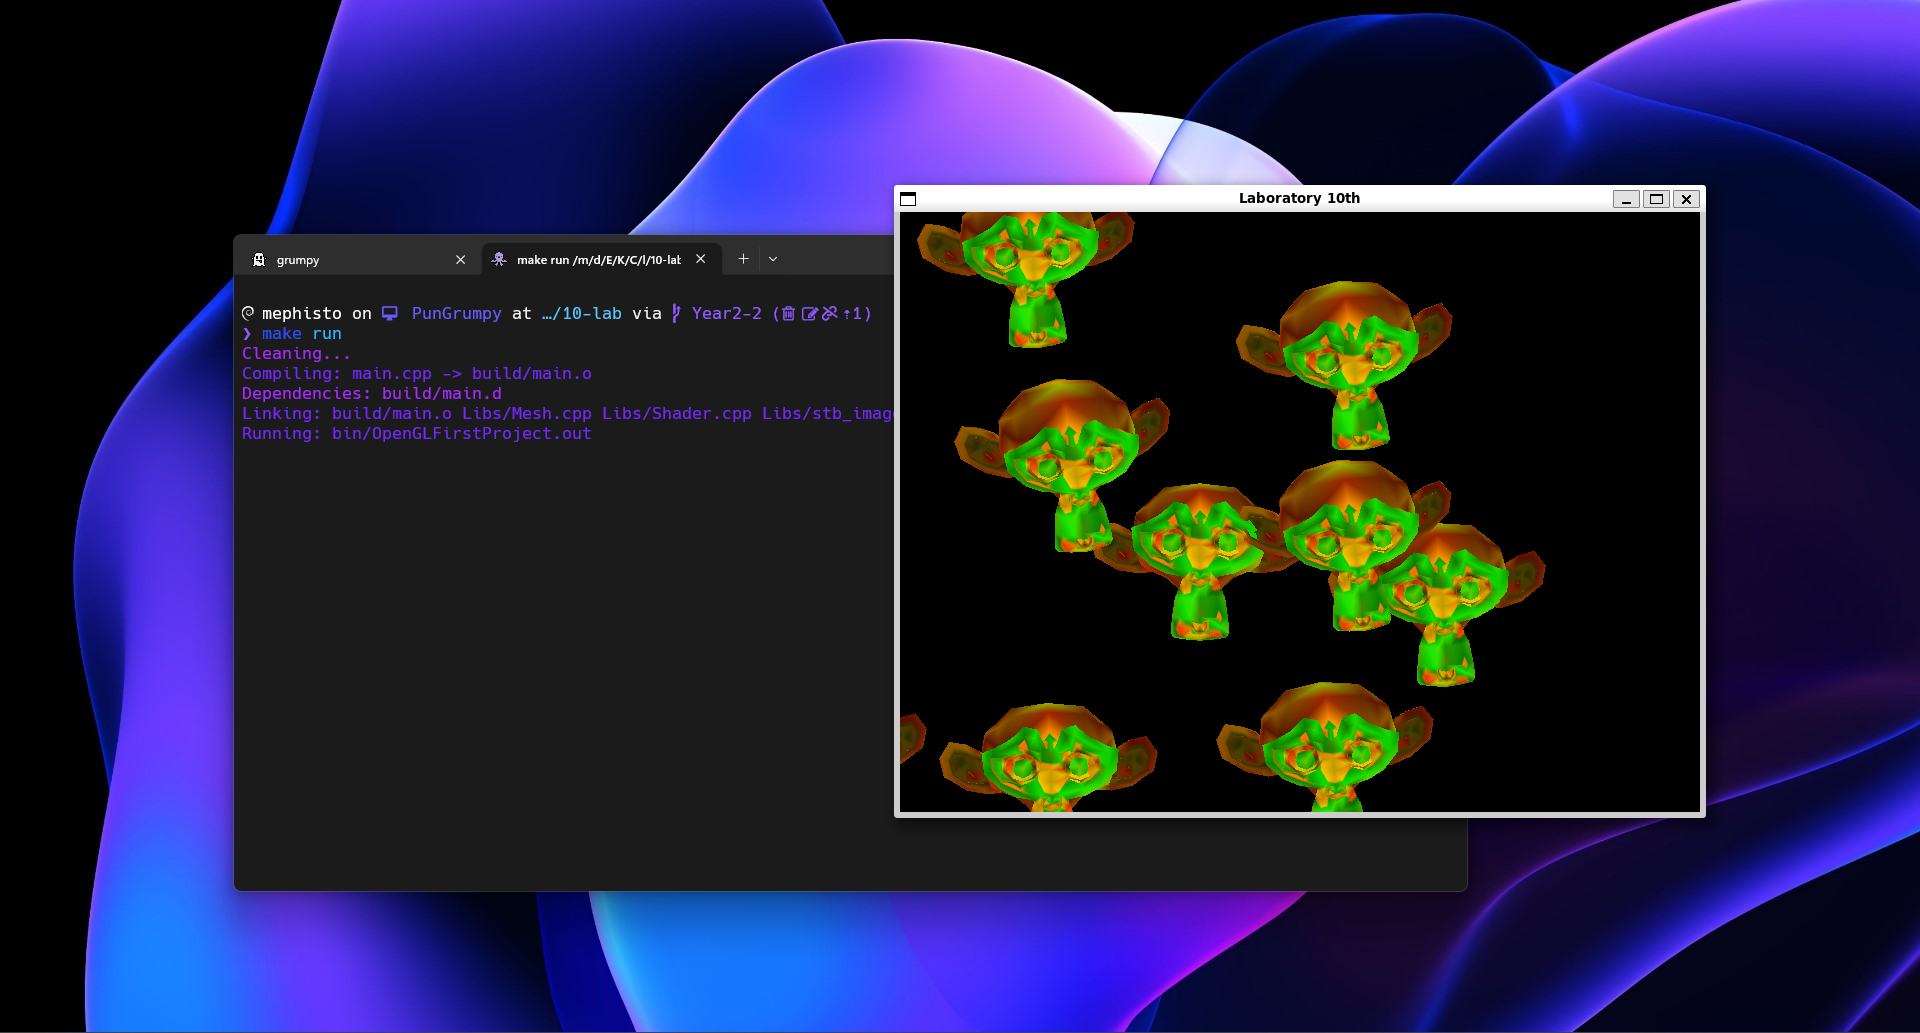 grumpy
make run /m/d/E/K/C/l/10-lab
mephisto on PunGrumpy at …/10-lab via Year2-2 (⇡1)
❯ make run
Cleaning...
Compiling: main.cpp -> build/main.o
Dependencies: build/main.d
Linking: build/main.o Libs/Mesh.cpp Libs/Shader.cpp Libs/stb_imag
Running: bin/OpenGLFirstProject.out
Laboratory 10th